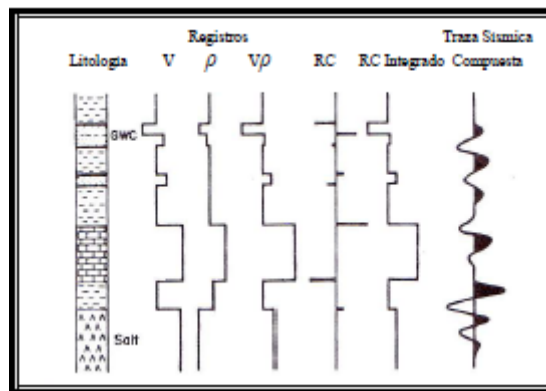 Registros
Traza Sísmica
Litología V ρ Vρ RC RC Integrado Compuesta
GWC
Salt